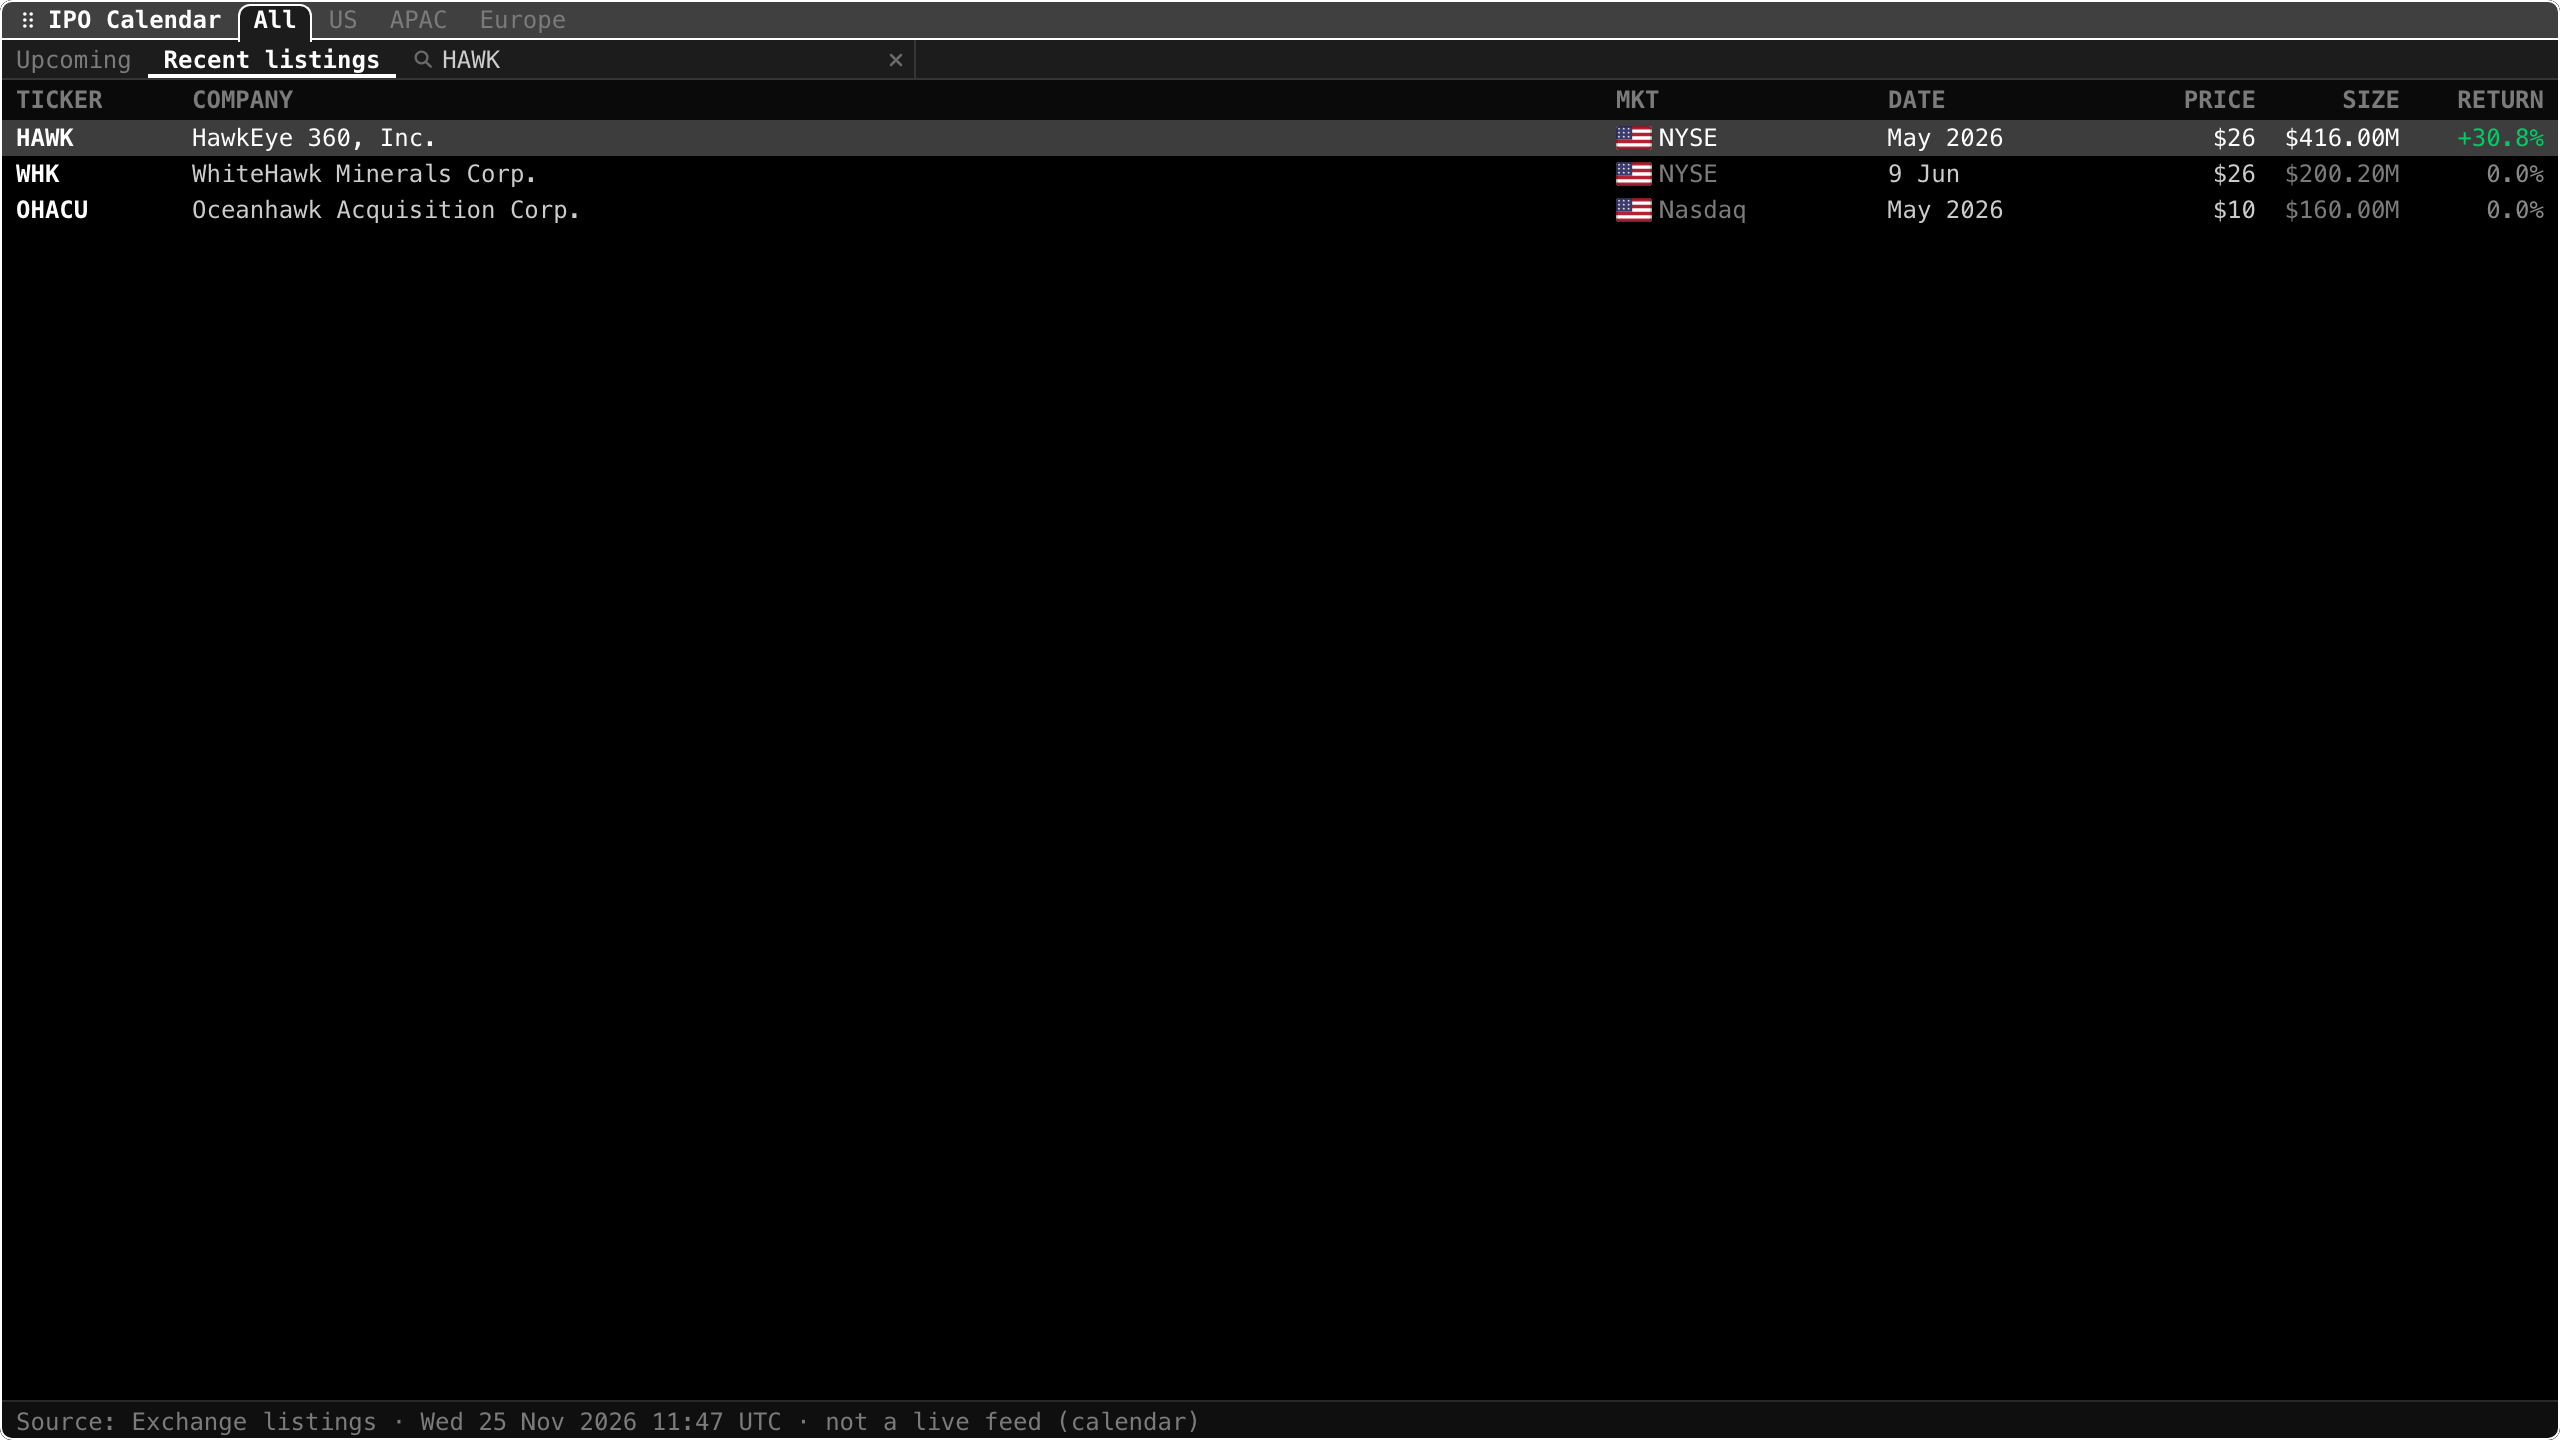 IPO Calendar All US APAC Europe
Upcoming Recent listings HAWK ×
TICKER COMPANY MKT DATE PRICE SIZE RETURN
HAWK HawkEye 360, Inc. NYSE May 2026 $26 $416.00M +30.8%
WHK WhiteHawk Minerals Corp. NYSE 9 Jun $26 $200.20M 0.0%
OHACU Oceanhawk Acquisition Corp. Nasdaq May 2026 $10 $160.00M 0.0%
Source: Exchange listings · Wed 25 Nov 2026 11:47 UTC · not a live feed (calendar)